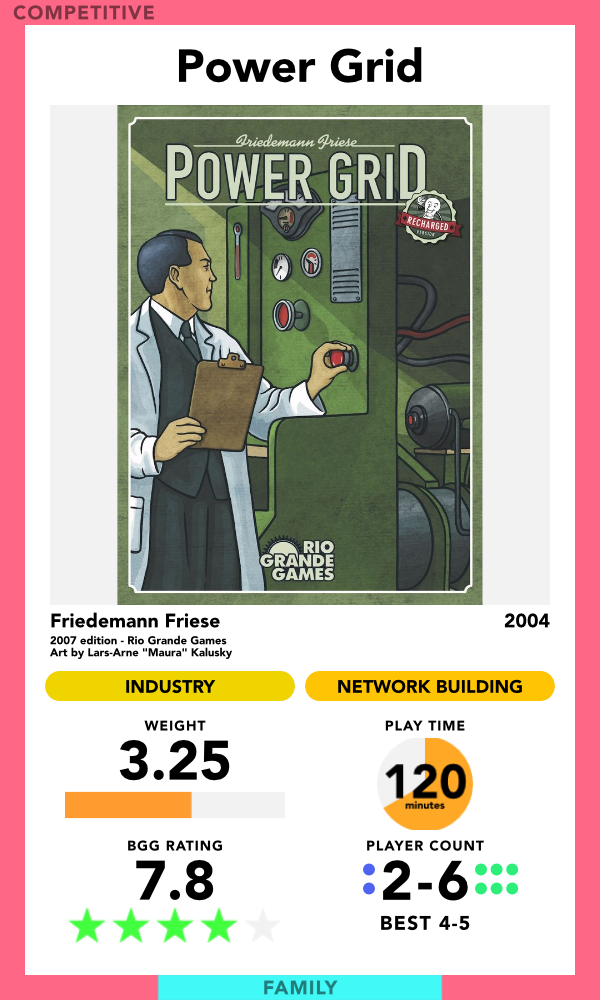 COMPETITIVE
Power Grid
Friedemann Friese
POWER GRID
RECHARGED
VERSION
RIO
GRANDE
GAMES
Friedemann Friese
2004
2007 edition - Rio Grande Games
Art by Lars-Arne "Maura" Kalusky
INDUSTRY
NETWORK BUILDING
WEIGHT
3.25
PLAY TIME
120
minutes
BGG RATING
7.8
PLAYER COUNT
2-6
BEST 4-5
FAMILY